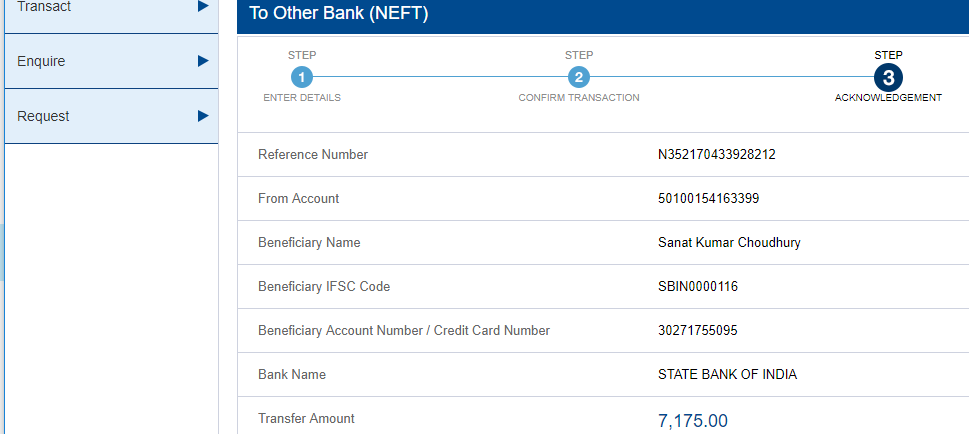 Transact
Enquire
Request
To Other Bank (NEFT)
STEP STEP STEP
1 2 3
ENTER DETAILS CONFIRM TRANSACTION ACKNOWLEDGEMENT
Reference Number N352170433928212
From Account 50100154163399
Beneficiary Name Sanat Kumar Choudhury
Beneficiary IFSC Code SBIN0000116
Beneficiary Account Number / Credit Card Number 30271755095
Bank Name STATE BANK OF INDIA
Transfer Amount 7,175.00